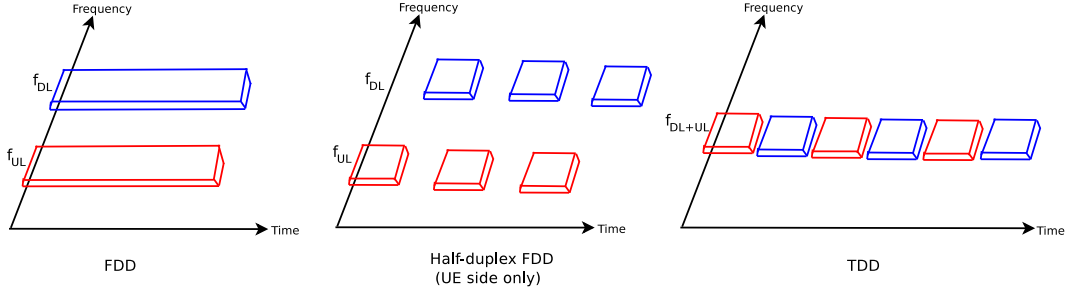 Frequency
f_DL
f_UL
Time
FDD
Frequency
f_DL
f_UL
Time
Half-duplex FDD
(UE side only)
Frequency
f_DL+UL
Time
TDD